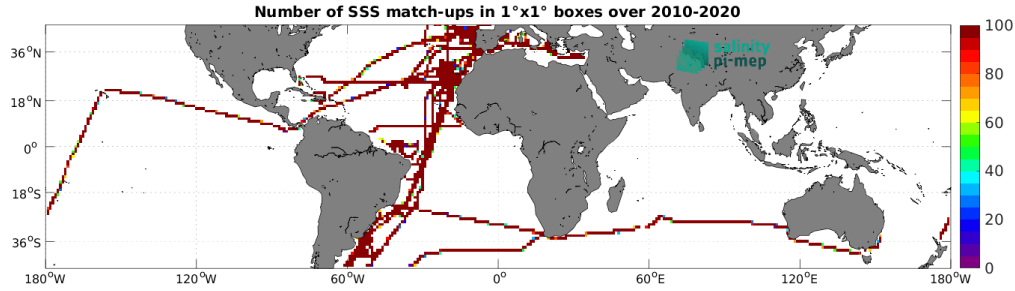 Number of SSS match-ups in 1°x1° boxes over 2010-2020
salinity
pi-mep
36°N
18°N
0°
18°S
36°S
180°W
120°W
60°W
0°
60°E
120°E
180°W
100
80
60
40
20
0